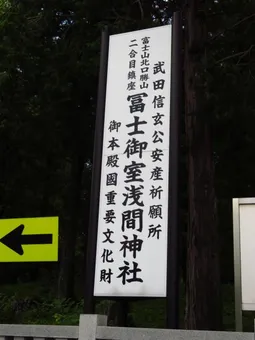 武田信玄公安産祈願所
富士山北口勝山
二合目鎮座
冨士御室浅間神社
御本殿國重要文化財